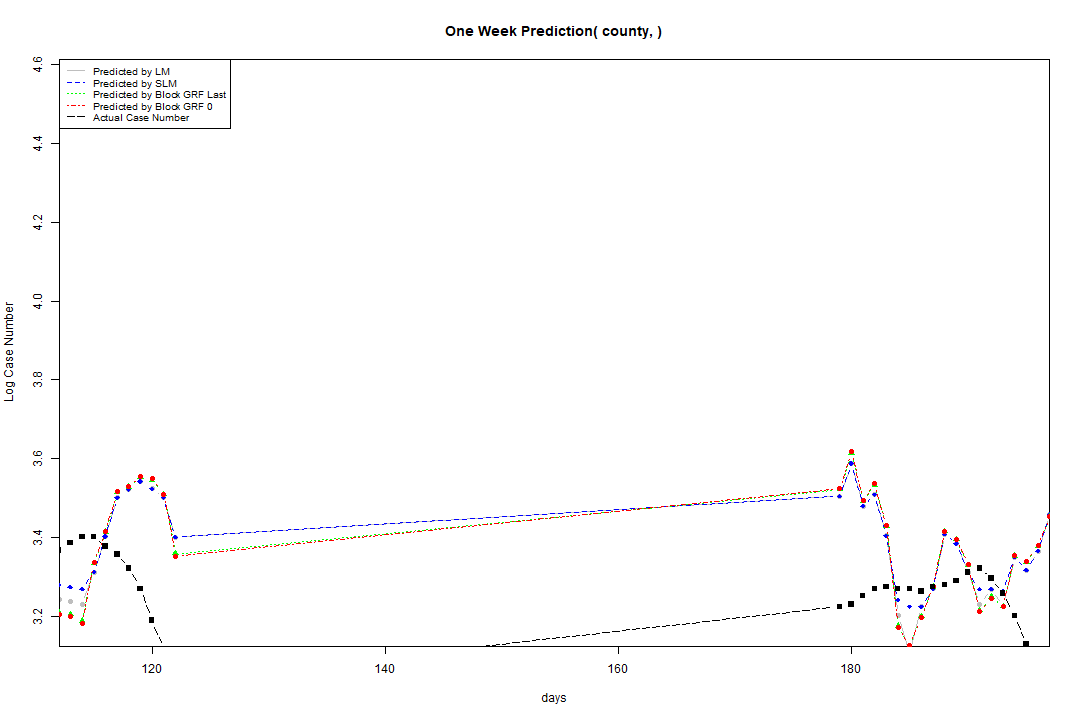 One Week Prediction( county, )
Predicted by LM
Predicted by SLM
Predicted by Block GRF Last
Predicted by Block GRF 0
Actual Case Number
4.6
4.4
4.2
4.0
3.8
3.6
3.4
3.2
Log Case Number
120 140 160 180
days